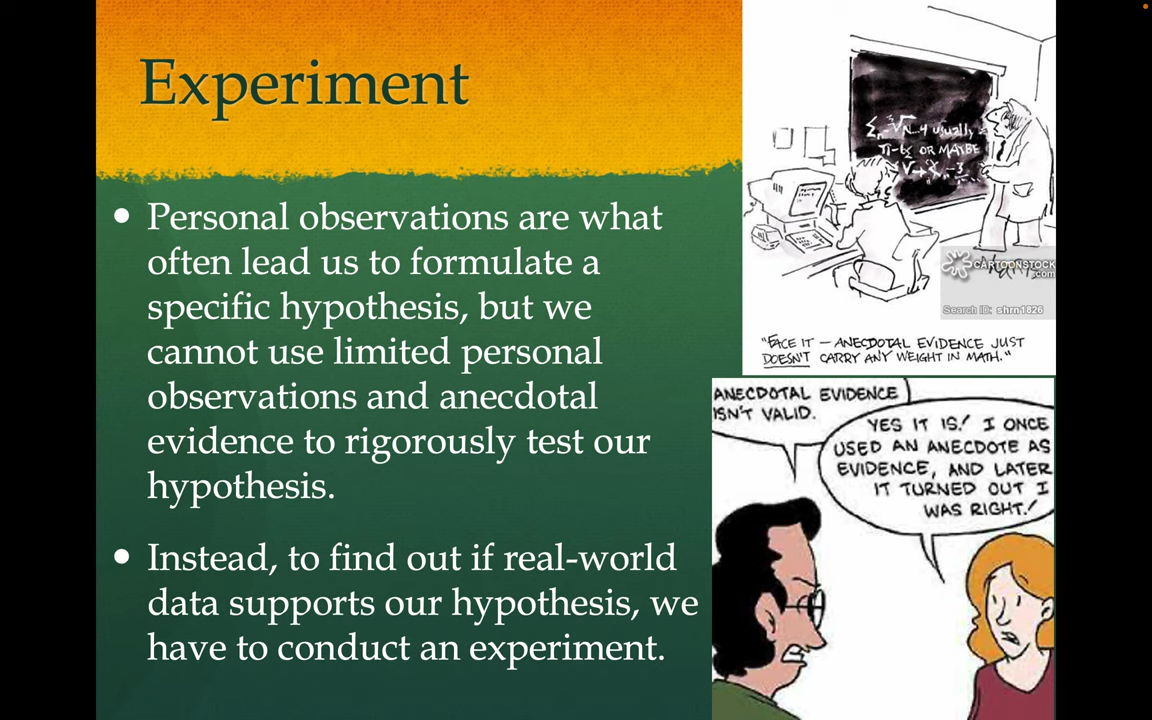 Experiment
• Personal observations are what
often lead us to formulate a
specific hypothesis, but we
cannot use limited personal
observations and anecdotal
evidence to rigorously test our
hypothesis.
• Instead, to find out if real-world
data supports our hypothesis, we
have to conduct an experiment.
usually
OR MAYBE
CARTOONSTOCK
.com
Search ID: shrn1826
"FACE IT — ANECDOTAL EVIDENCE JUST
DOESN'T CARRY ANY WEIGHT IN MATH."
ANECDOTAL EVIDENCE
ISN'T VALID.
YES IT IS! I ONCE
USED AN ANECDOTE AS
EVIDENCE, AND LATER
IT TURNED OUT I
WAS RIGHT!